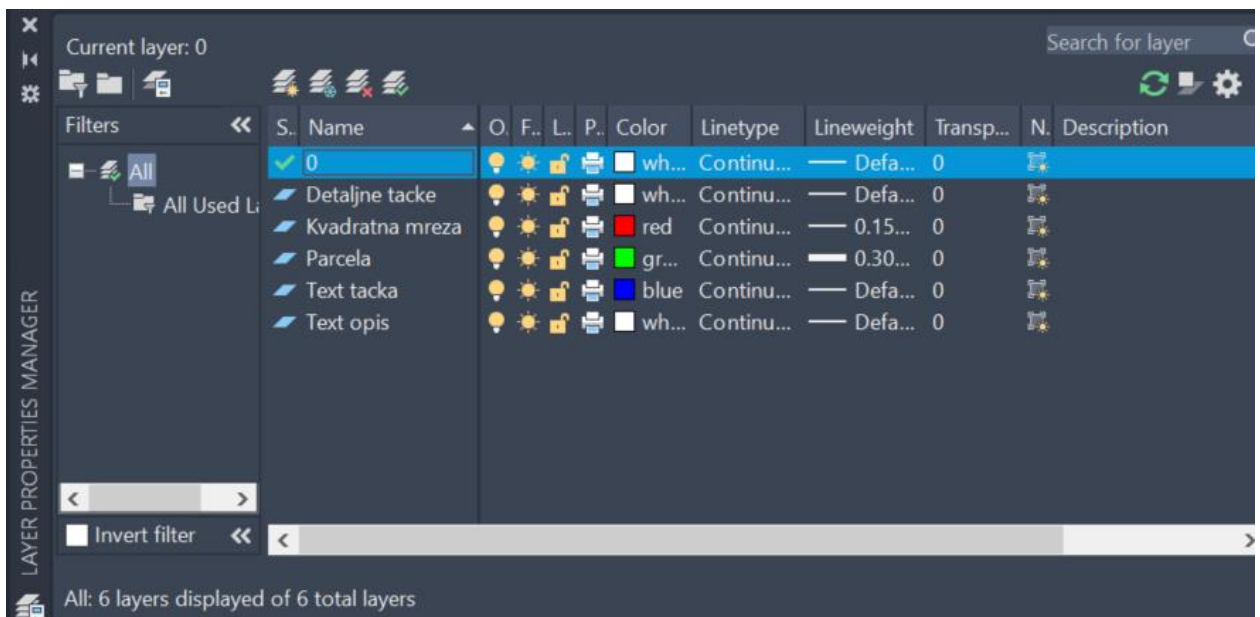 Current layer: 0
Search for layer
Filters
S.. Name O. F.. L.. P.. Color Linetype Lineweight Transp... N. Description
All
All Used La
0 wh... Continu... Defa... 0
Detaljne tacke wh... Continu... Defa... 0
Kvadratna mreza red Continu... 0.15... 0
Parcela gr... Continu... 0.30... 0
Text tacka blue Continu... Defa... 0
Text opis wh... Continu... Defa... 0
Invert filter
All: 6 layers displayed of 6 total layers
LAYER PROPERTIES MANAGER